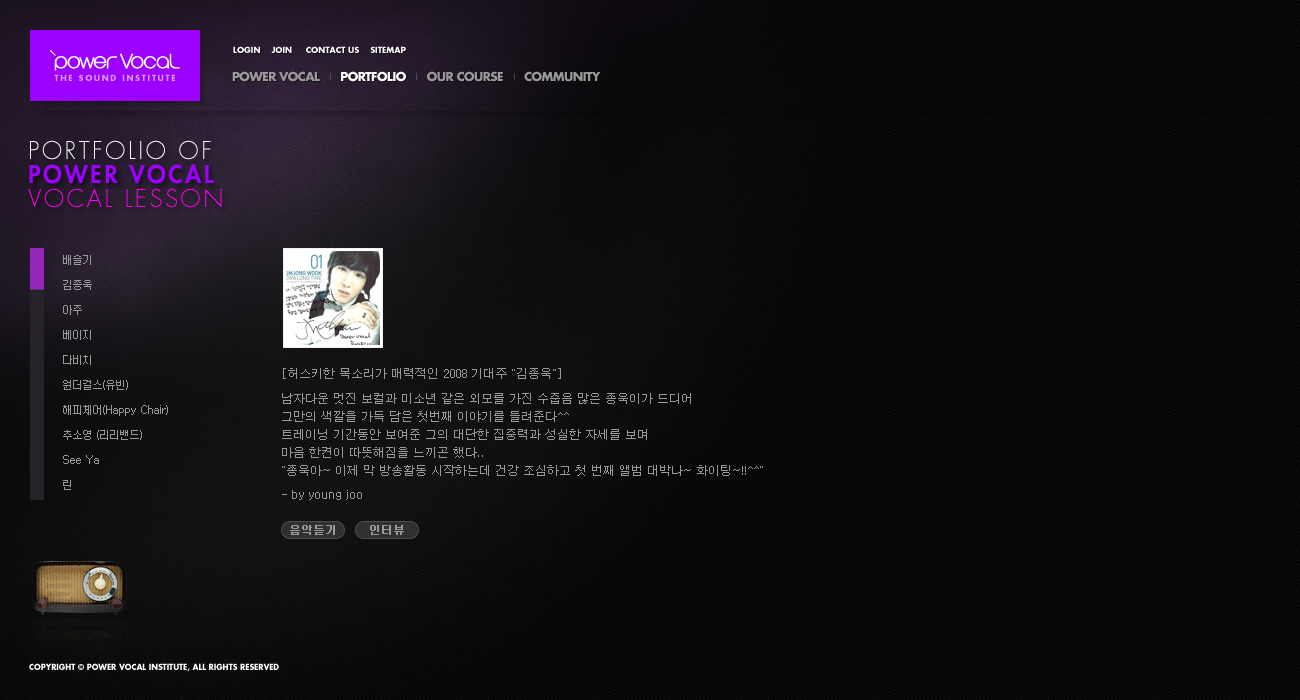 power Vocal
THE SOUND INSTITUTE
LOGIN JOIN CONTACT US SITEMAP
POWER VOCAL PORTFOLIO OUR COURSE COMMUNITY
PORTFOLIO OF
POWER VOCAL
VOCAL LESSON
배슬기
김종욱
아주
베이지
다비치
원더걸스(유빈)
해피체어(Happy Chair)
추소영 (리리밴드)
See Ya
린
01
JIM JONG WOOK
[허스키한 목소리가 매력적인 2008 기대주 "김종욱"]
남자다운 멋진 보컬과 미소년 같은 외모를 가진 수줍음 많은 종욱이가 드디어
그만의 색깔을 가득 담은 첫번째 이야기를 들려준다^^
트레이닝 기간동안 보여준 그의 대단한 집중력과 성실한 자세를 보며
마음 한켠이 따뜻해짐을 느끼곤 했다..
"종욱아~ 이제 막 방송활동 시작하는데 건강 조심하고 첫 번째 앨범 대박나~ 화이팅~!!^^"
- by young joo
음악듣기 인터뷰
COPYRIGHT © POWER VOCAL INSTITUTE, ALL RIGHTS RESERVED